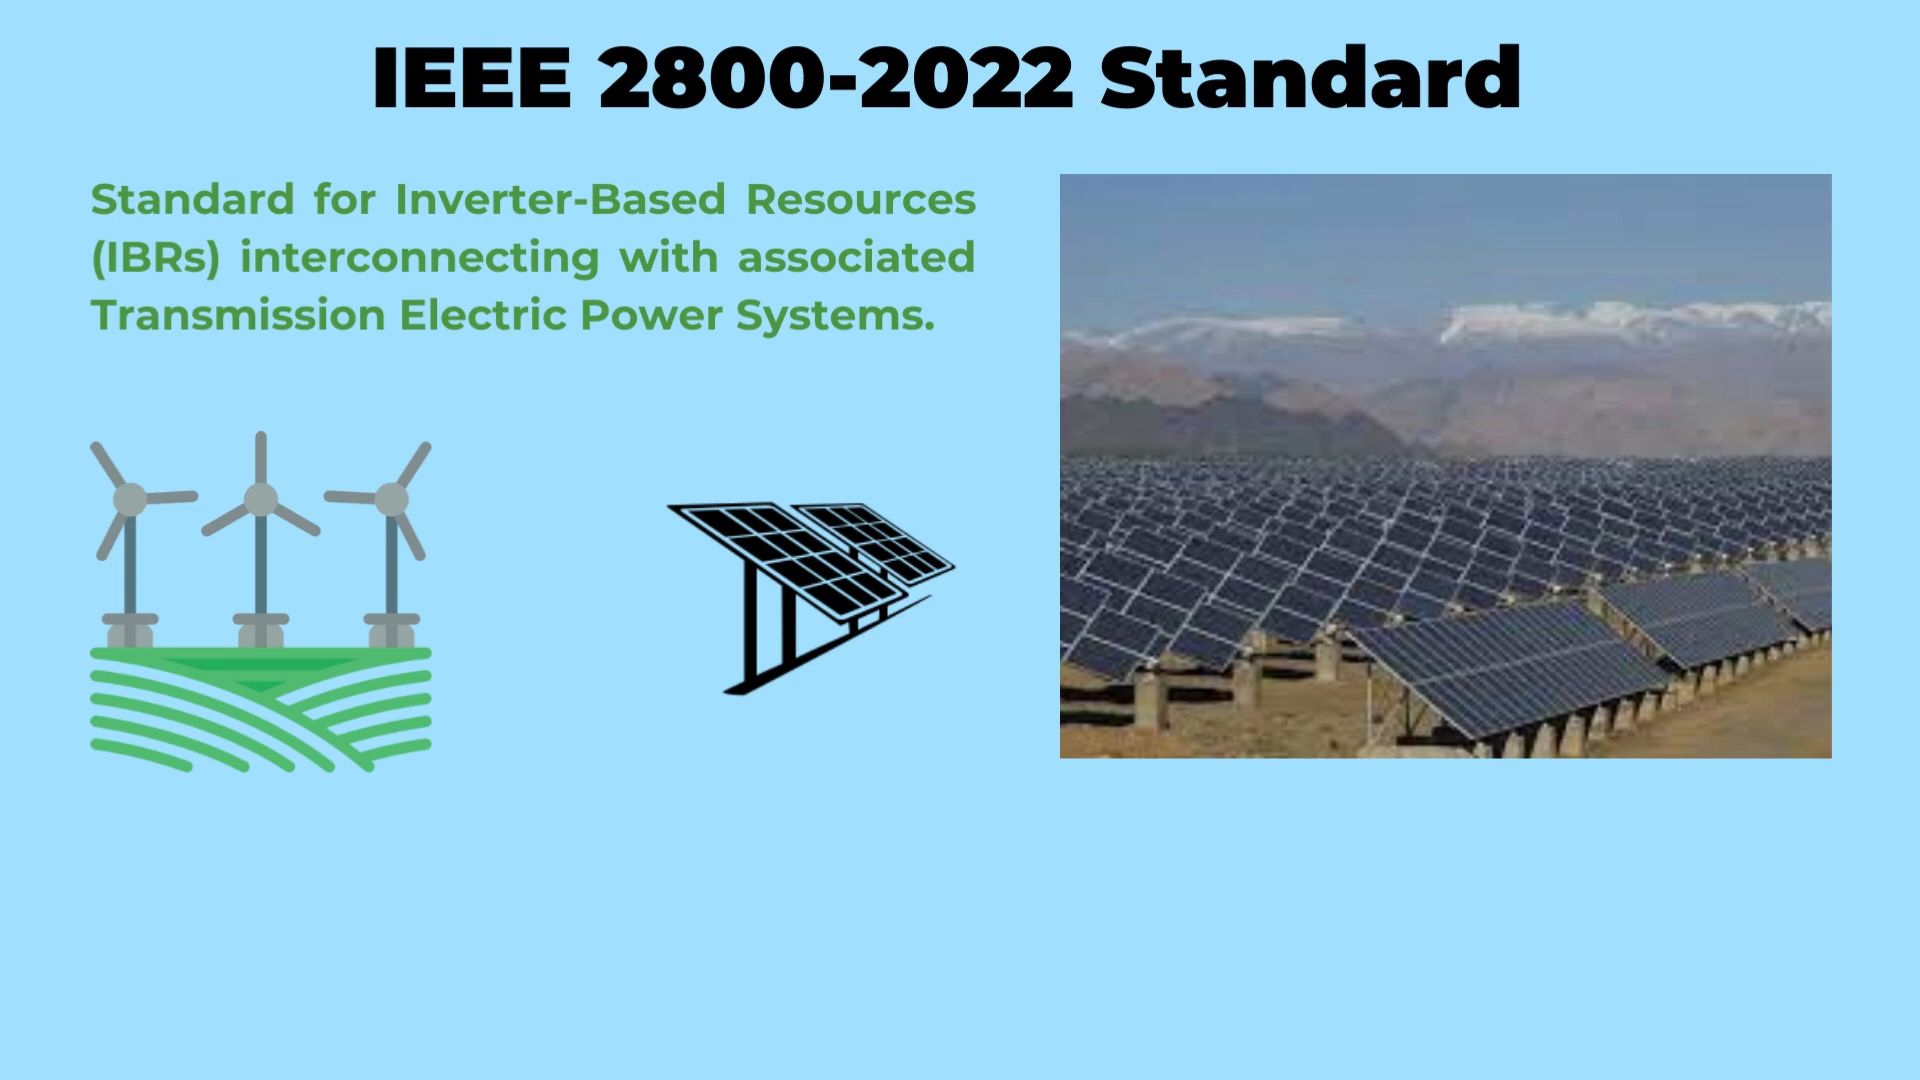 IEEE 2800-2022 Standard
Standard for Inverter-Based Resources
(IBRs) interconnecting with associated
Transmission Electric Power Systems.